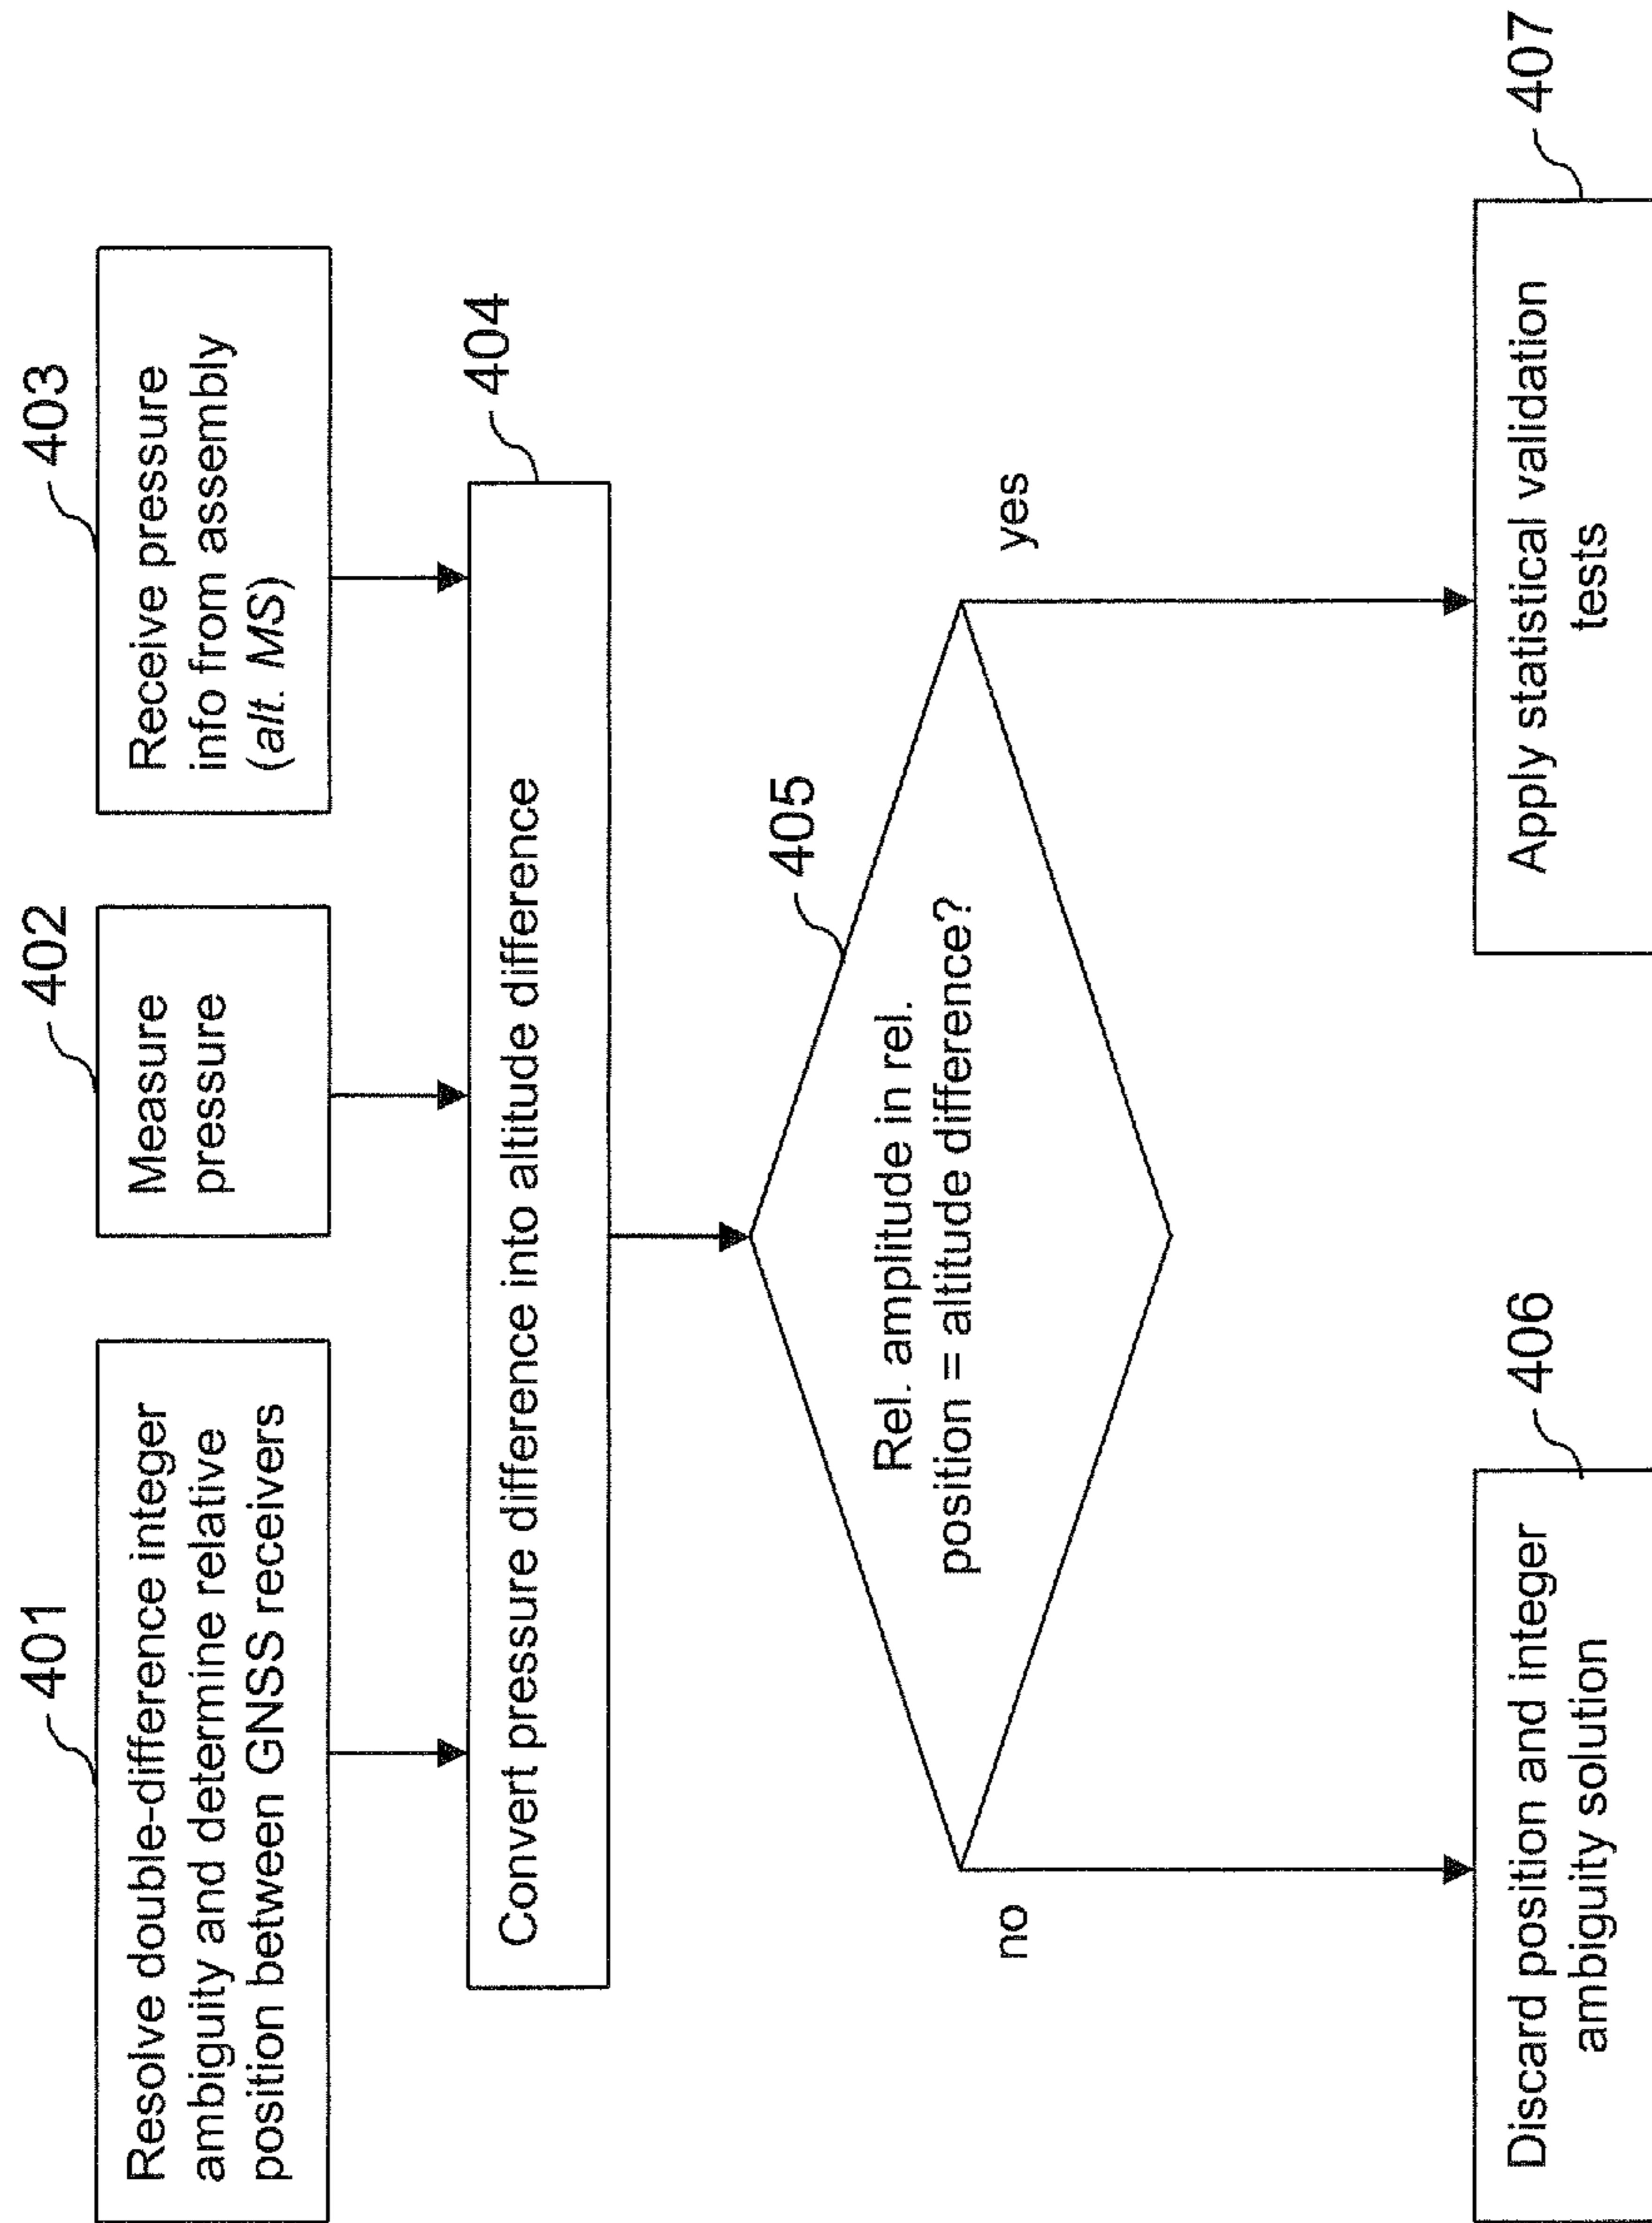 401
Resolve double-difference integer
ambiguity and determine relative
position between GNSS receivers
402
Measure
pressure
403
Receive pressure
info from assembly
(alt. MS)
404
Convert pressure difference into altitude difference
405
Rel. amplitude in rel.
position = altitude difference?
no
yes
406
Discard position and integer
ambiguity solution
407
Apply statistical validation
tests